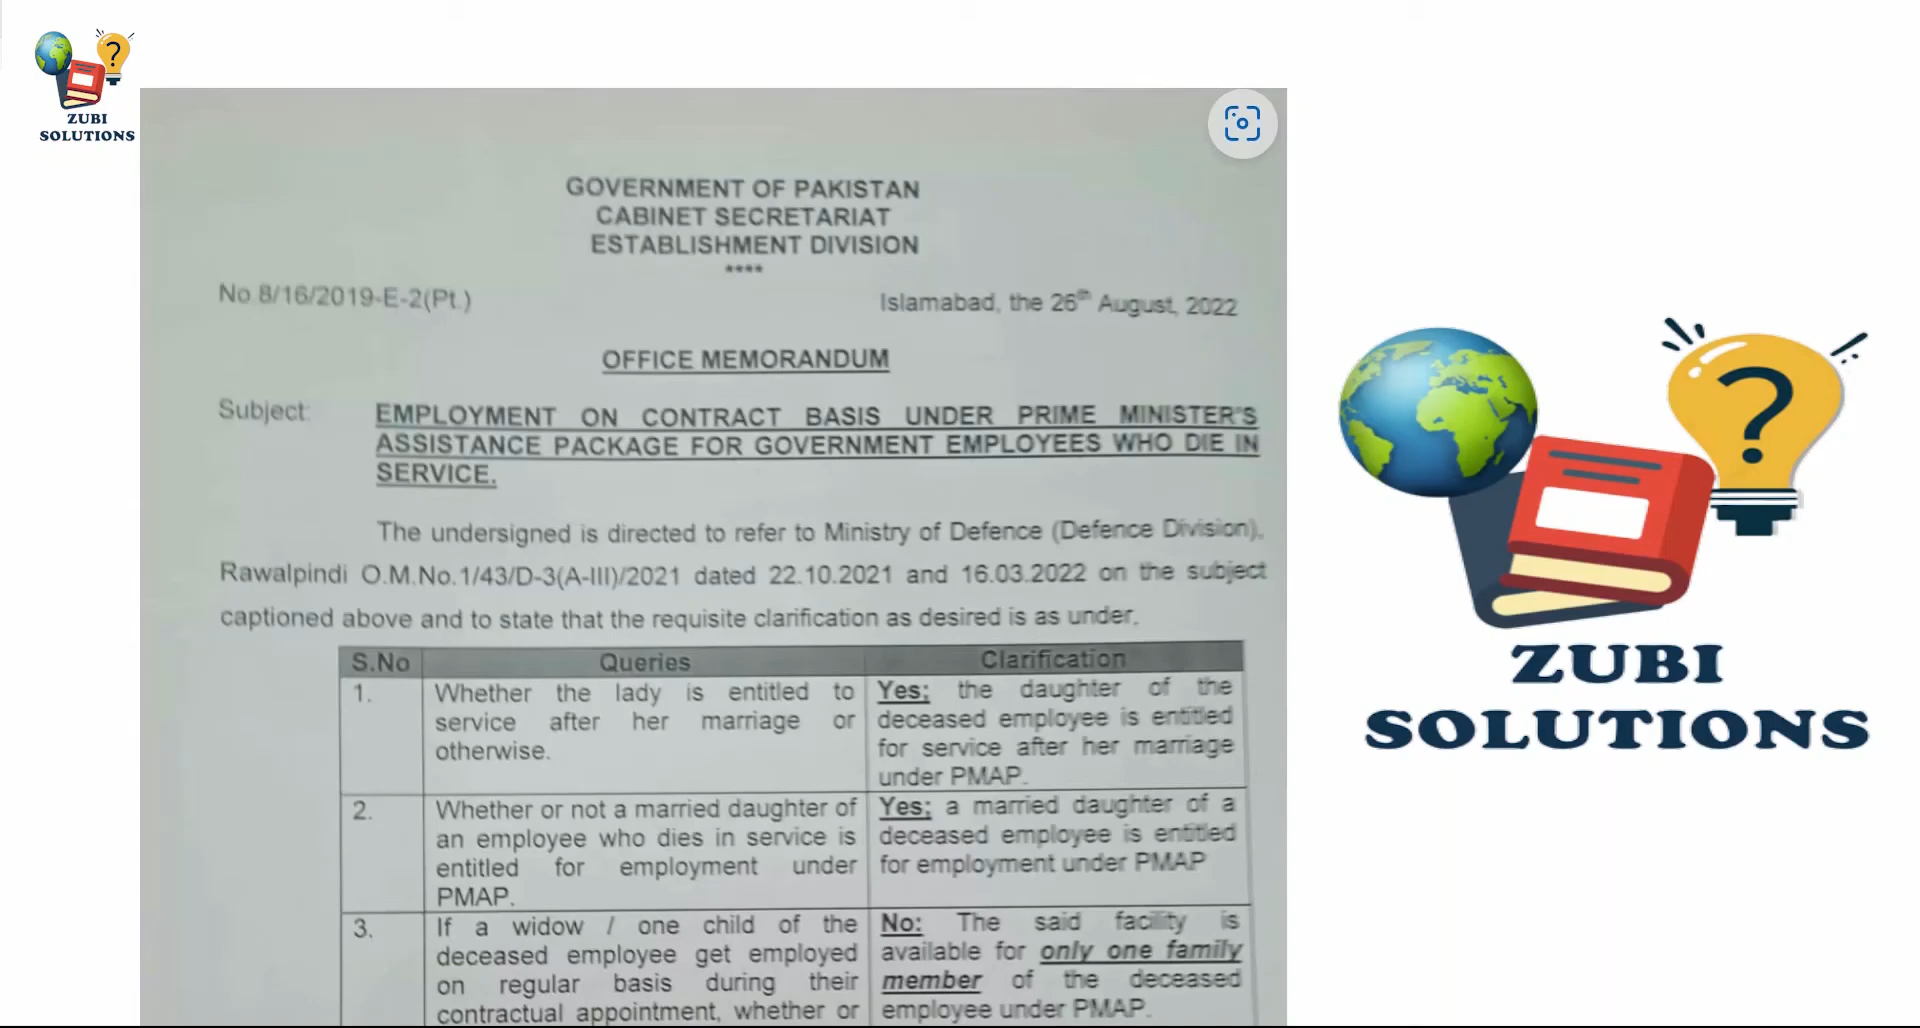 ZUBI
SOLUTIONS
GOVERNMENT OF PAKISTAN
CABINET SECRETARIAT
ESTABLISHMENT DIVISION
****
No.8/16/2019-E-2(Pt.)
Islamabad, the 26th August, 2022
OFFICE MEMORANDUM
Subject:
EMPLOYMENT ON CONTRACT BASIS UNDER PRIME MINISTER'S
ASSISTANCE PACKAGE FOR GOVERNMENT EMPLOYEES WHO DIE IN
SERVICE.
The undersigned is directed to refer to Ministry of Defence (Defence Division),
Rawalpindi O.M.No.1/43/D-3(A-III)/2021 dated 22.10.2021 and 16.03.2022 on the subject
captioned above and to state that the requisite clarification as desired is as under.
S.No Queries Clarification
1.
Whether the lady is entitled to
service after her marriage or
otherwise.
Yes; the daughter of the
deceased employee is entitled
for service after her marriage
under PMAP.
2.
Whether or not a married daughter of
an employee who dies in service is
entitled for employment under
PMAP.
Yes; a married daughter of a
deceased employee is entitled
for employment under PMAP
3.
If a widow / one child of the
deceased employee get employed
on regular basis during their
contractual appointment, whether or
No: The said facility is
available for only one family
member of the deceased
employee under PMAP.
?
ZUBI
SOLUTIONS